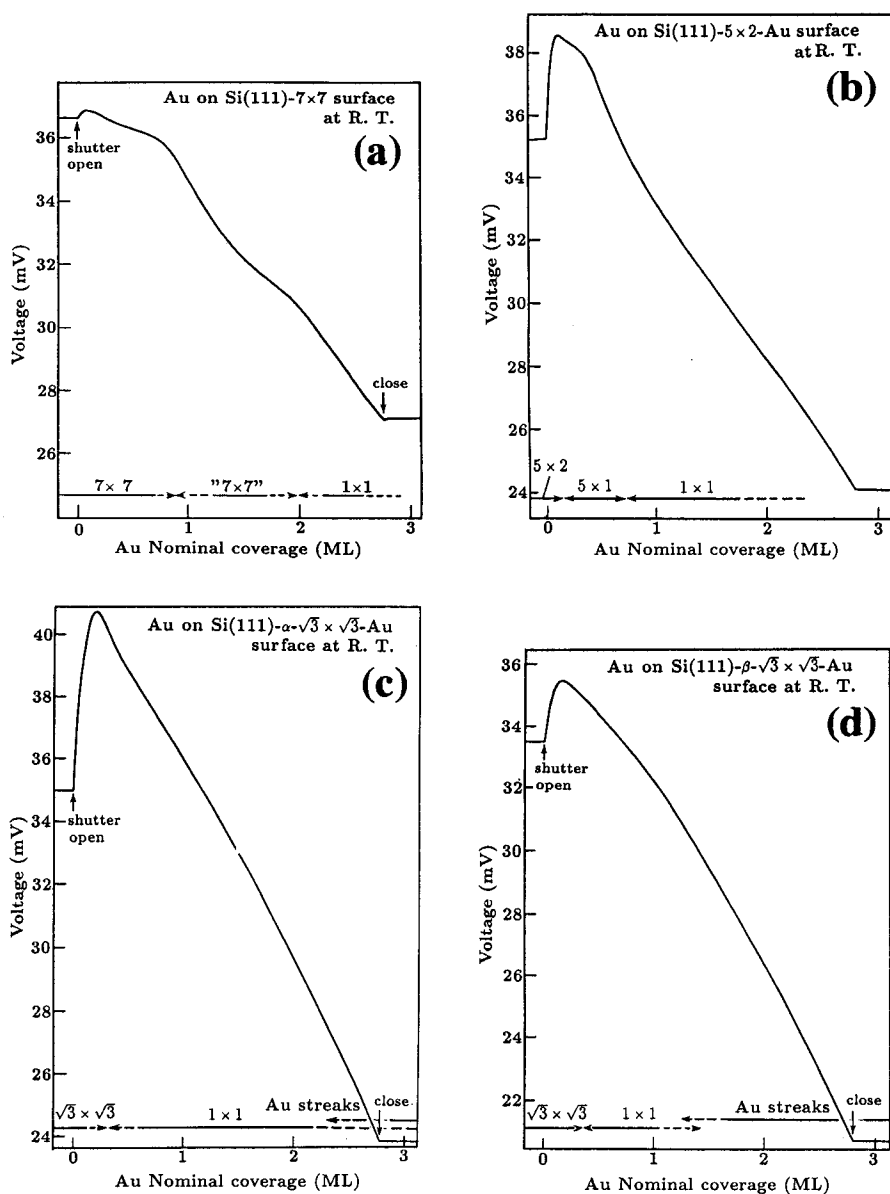 Au on Si(111)-7×7 surface
at R. T.
(a)
shutter
open
close
36
34
32
30
28
26
Voltage (mV)
7× 7
"7×7"
1×1
0 1 2 3
Au Nominal coverage (ML)
Au on Si(111)-5×2-Au surface
at R. T.
(b)
38
36
34
32
30
28
26
24
Voltage (mV)
5 × 2
5 × 1
1 × 1
0 1 2 3
Au Nominal coverage (ML)
Au on Si(111)-α-√3 × √3-Au
surface at R. T.
(c)
shutter
open
40
38
36
34
32
30
28
26
24
Voltage (mV)
√3 × √3
1 × 1
Au streaks
close
0 1 2 3
Au Nominal coverage (ML)
Au on Si(111)-β-√3 × √3-Au
surface at R. T.
(d)
shutter
open
36
34
32
30
28
26
24
22
Voltage (mV)
√3 × √3
1 × 1
Au streaks
close
0 1 2 3
Au Nominal coverage (ML)